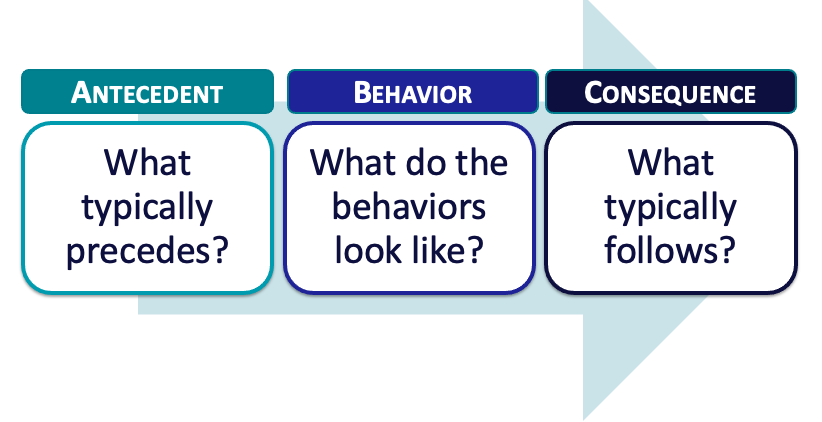 ANTECEDENT
What
typically
precedes?
BEHAVIOR
What do the
behaviors
look like?
CONSEQUENCE
What
typically
follows?